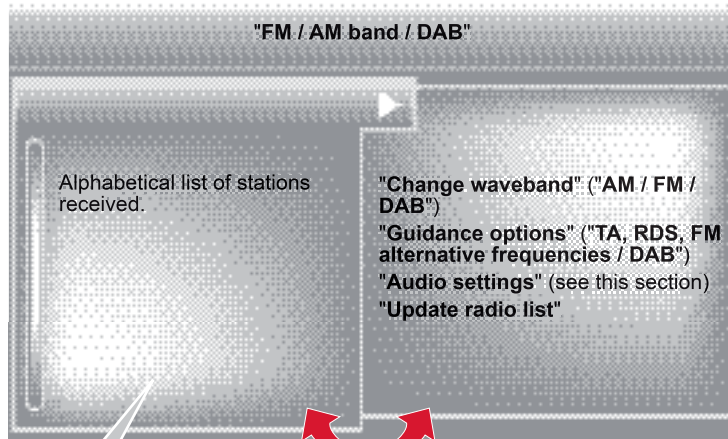 "FM / AM band / DAB"
Alphabetical list of stations
received.
"Change waveband" ("AM / FM /
DAB")
"Guidance options" ("TA, RDS, FM
alternative frequencies / DAB")
"Audio settings" (see this section)
"Update radio list"